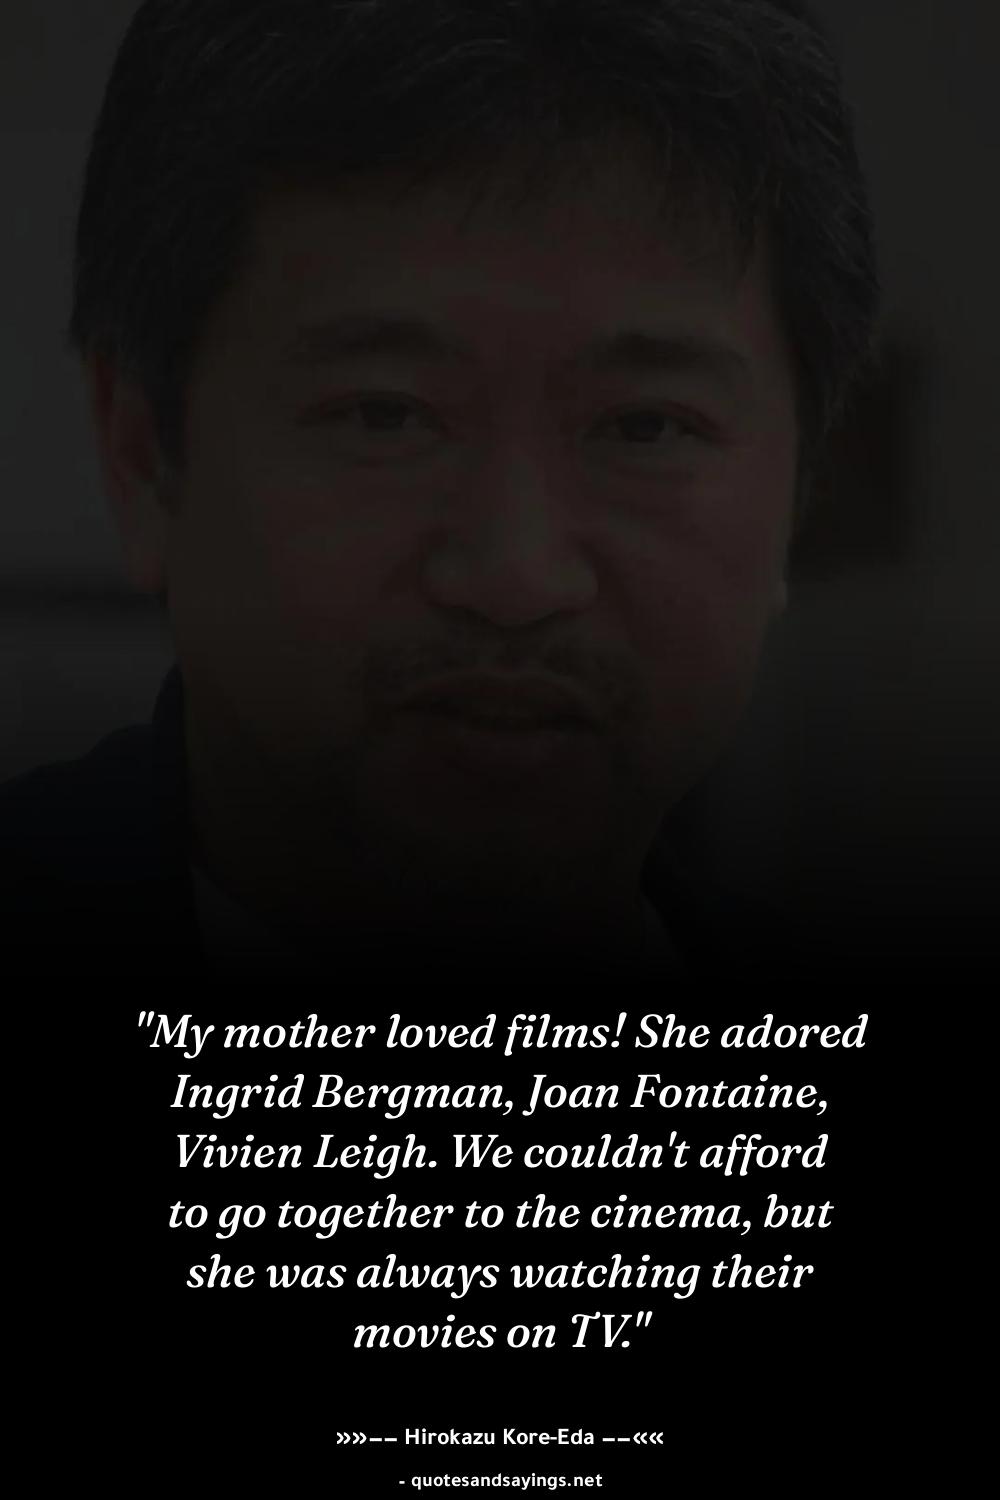 "My mother loved films! She adored
Ingrid Bergman, Joan Fontaine,
Vivien Leigh. We couldn't afford
to go together to the cinema, but
she was always watching their
movies on TV."
»»−− Hirokazu Kore-Eda −−««
- quotesandsayings.net